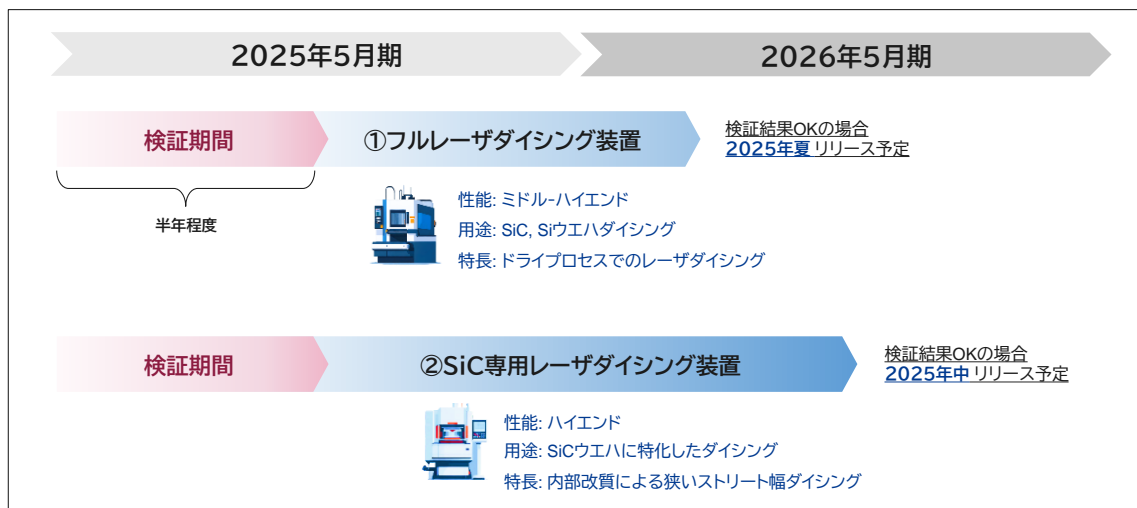 2025年5月期
2026年5月期
検証期間
①フルレーザダイシング装置
検証結果OKの場合
2025年夏 リリース予定
半年程度
性能: ミドル-ハイエンド
用途: SiC, Siウエハダイシング
特長: ドライプロセスでのレーザダイシング
検証期間
②SiC専用レーザダイシング装置
検証結果OKの場合
2025年中 リリース予定
性能: ハイエンド
用途: SiCウエハに特化したダイシング
特長: 内部改質による狭いストリート幅ダイシング